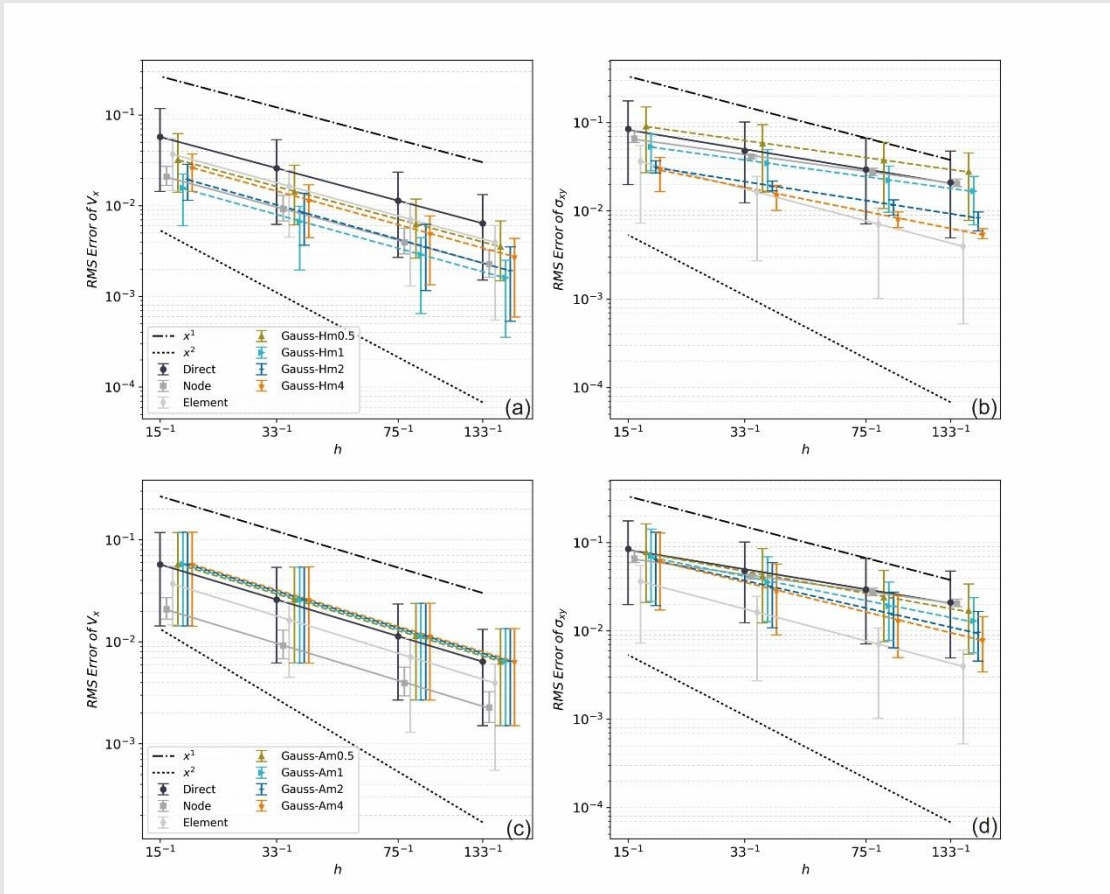 RMS Error of Vₓ
10⁻¹
10⁻²
10⁻³
10⁻⁴
x¹
x²
Direct
Node
Element
Gauss-Hm0.5
Gauss-Hm1
Gauss-Hm2
Gauss-Hm4
(a)
15⁻¹ 33⁻¹ 75⁻¹ 133⁻¹
h
RMS Error of σₓᵧ
10⁻¹
10⁻²
10⁻³
10⁻⁴
(b)
15⁻¹ 33⁻¹ 75⁻¹ 133⁻¹
h
RMS Error of Vₓ
10⁻¹
10⁻²
10⁻³
x¹
x²
Direct
Node
Element
Gauss-Am0.5
Gauss-Am1
Gauss-Am2
Gauss-Am4
(c)
15⁻¹ 33⁻¹ 75⁻¹ 133⁻¹
h
RMS Error of σₓᵧ
10⁻¹
10⁻²
10⁻³
10⁻⁴
(d)
15⁻¹ 33⁻¹ 75⁻¹ 133⁻¹
h